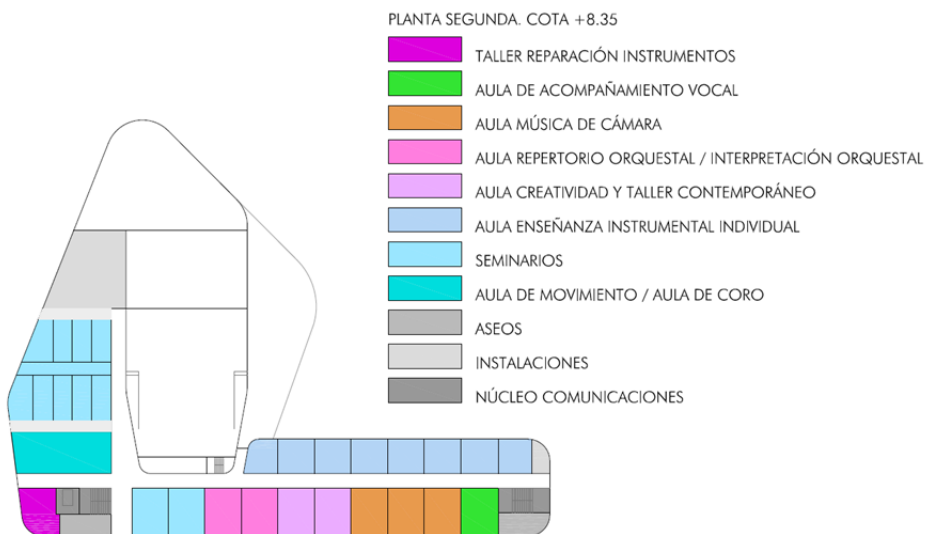 PLANTA SEGUNDA. COTA +8.35
TALLER REPARACIÓN INSTRUMENTOS
AULA DE ACOMPAÑAMIENTO VOCAL
AULA MÚSICA DE CÁMARA
AULA REPERTORIO ORQUESTAL / INTERPRETACIÓN ORQUESTAL
AULA CREATIVIDAD Y TALLER CONTEMPORÁNEO
AULA ENSEÑANZA INSTRUMENTAL INDIVIDUAL
SEMINARIOS
AULA DE MOVIMIENTO / AULA DE CORO
ASEOS
INSTALACIONES
NÚCLEO COMUNICACIONES